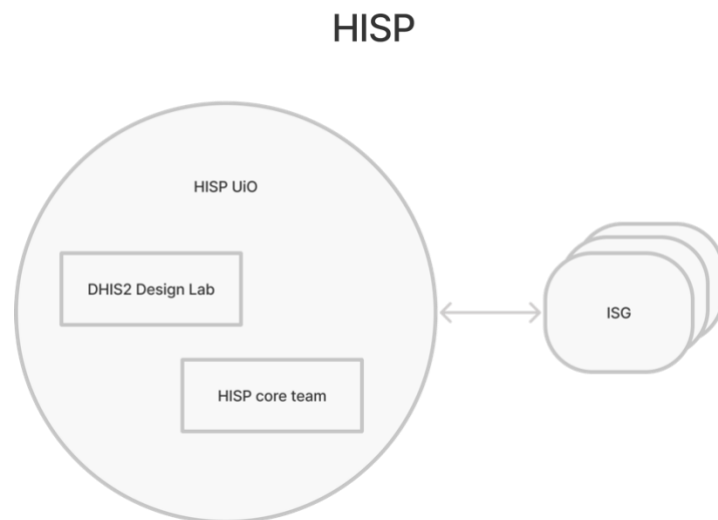 HISP
HISP UiO
DHIS2 Design Lab
ISG
HISP core team